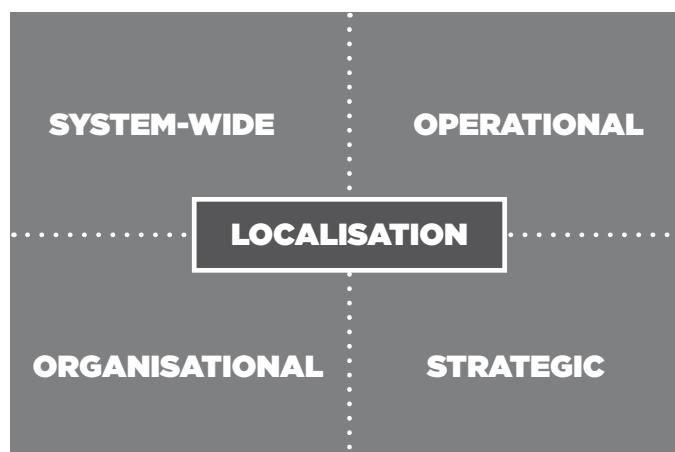 SYSTEM-WIDE
OPERATIONAL
LOCALISATION
ORGANISATIONAL
STRATEGIC